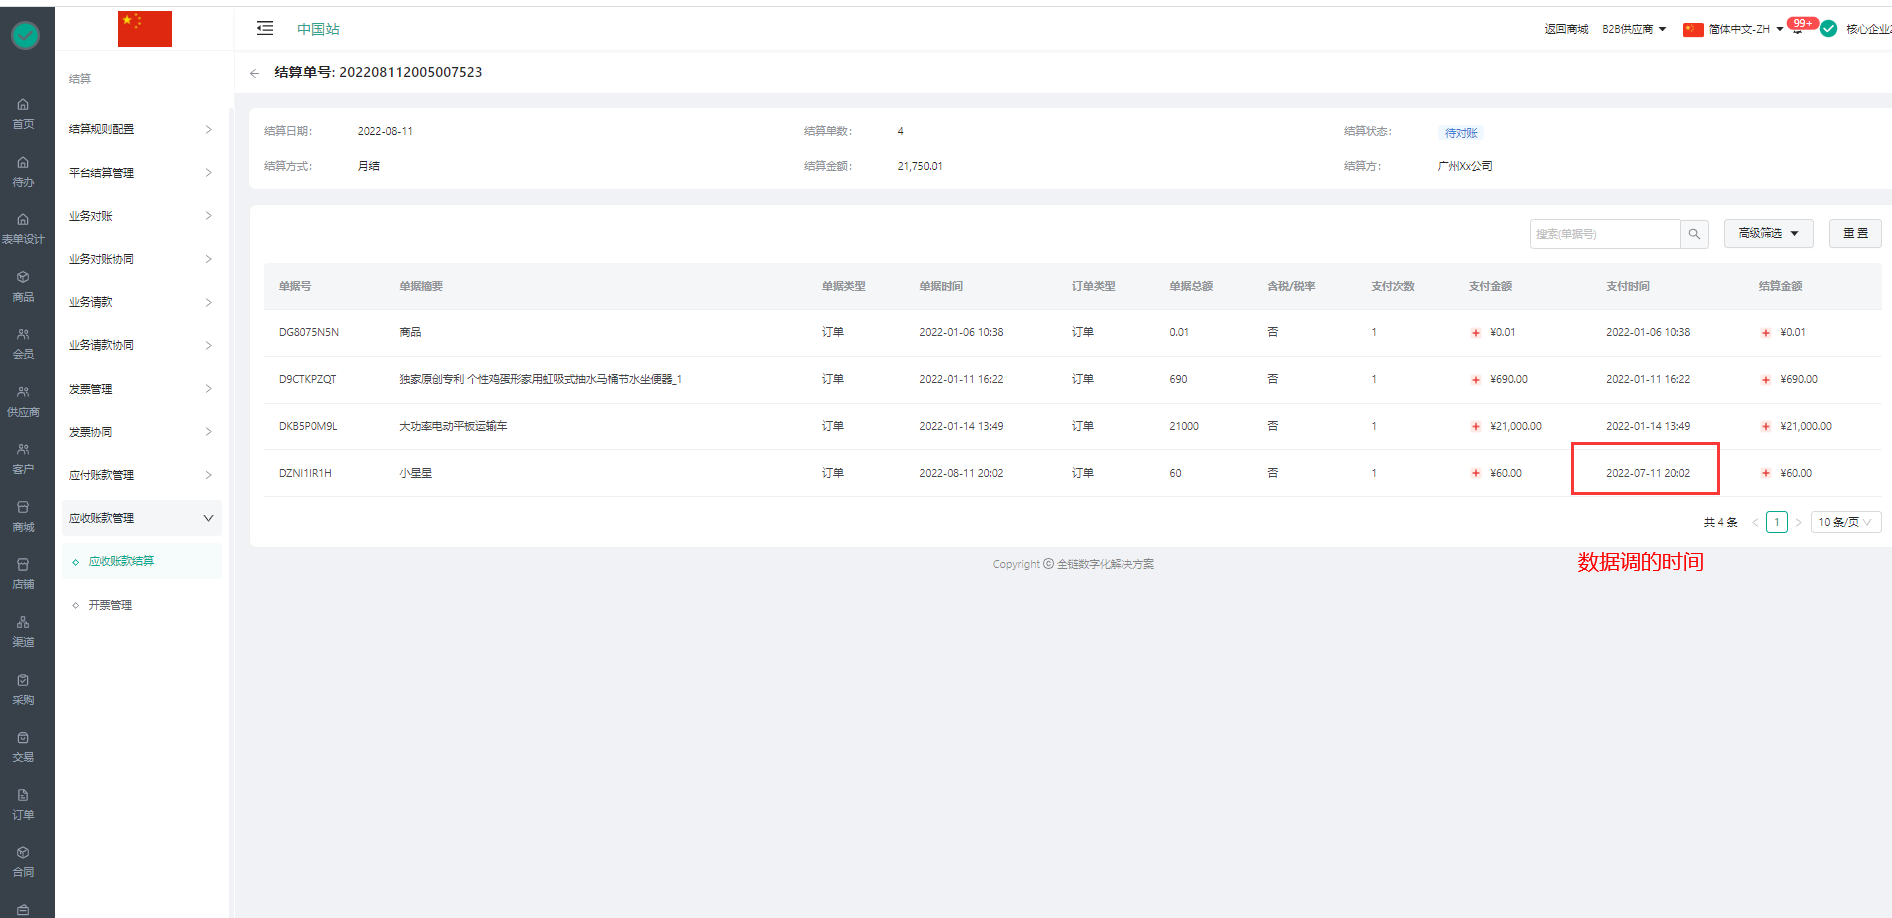 中国站
返回商城 B2B供应商 简体中文-ZH 99+ 核心企业2
首页
待办
表单设计
商品
会员
供应商
客户
商城
店铺
渠道
采购
交易
订单
合同
结算
结算规则配置
平台结算管理
业务对账
业务对账协同
业务请款
业务请款协同
发票管理
发票协同
应付账款管理
应收账款管理
应收账款结算
开票管理
结算单号: 202208112005007523
结算日期: 2022-08-11 结算单数: 4 结算状态: 待对账
结算方式: 月结 结算金额: 21,750.01 结算方: 广州Xx公司
搜索(单据号) 高级筛选 重 置
单据号 单据摘要 单据类型 单据时间 订单类型 单据总额 含税/税率 支付次数 支付金额 支付时间 结算金额
DG8075N5N 商品 订单 2022-01-06 10:38 订单 0.01 否 1 + ¥0.01 2022-01-06 10:38 + ¥0.01
D9CTKPZQT 独家原创专利 个性鸡蛋形家用虹吸式抽水马桶节水坐便器_1 订单 2022-01-11 16:22 订单 690 否 1 + ¥690.00 2022-01-11 16:22 + ¥690.00
DKB5P0M9L 大功率电动平板运输车 订单 2022-01-14 13:49 订单 21000 否 1 + ¥21,000.00 2022-01-14 13:49 + ¥21,000.00
DZNI1IR1H 小星星 订单 2022-08-11 20:02 订单 60 否 1 + ¥60.00 2022-07-11 20:02 + ¥60.00
共 4 条 < 1 > 10 条/页
数据调的时间
Copyright © 全链数字化解决方案